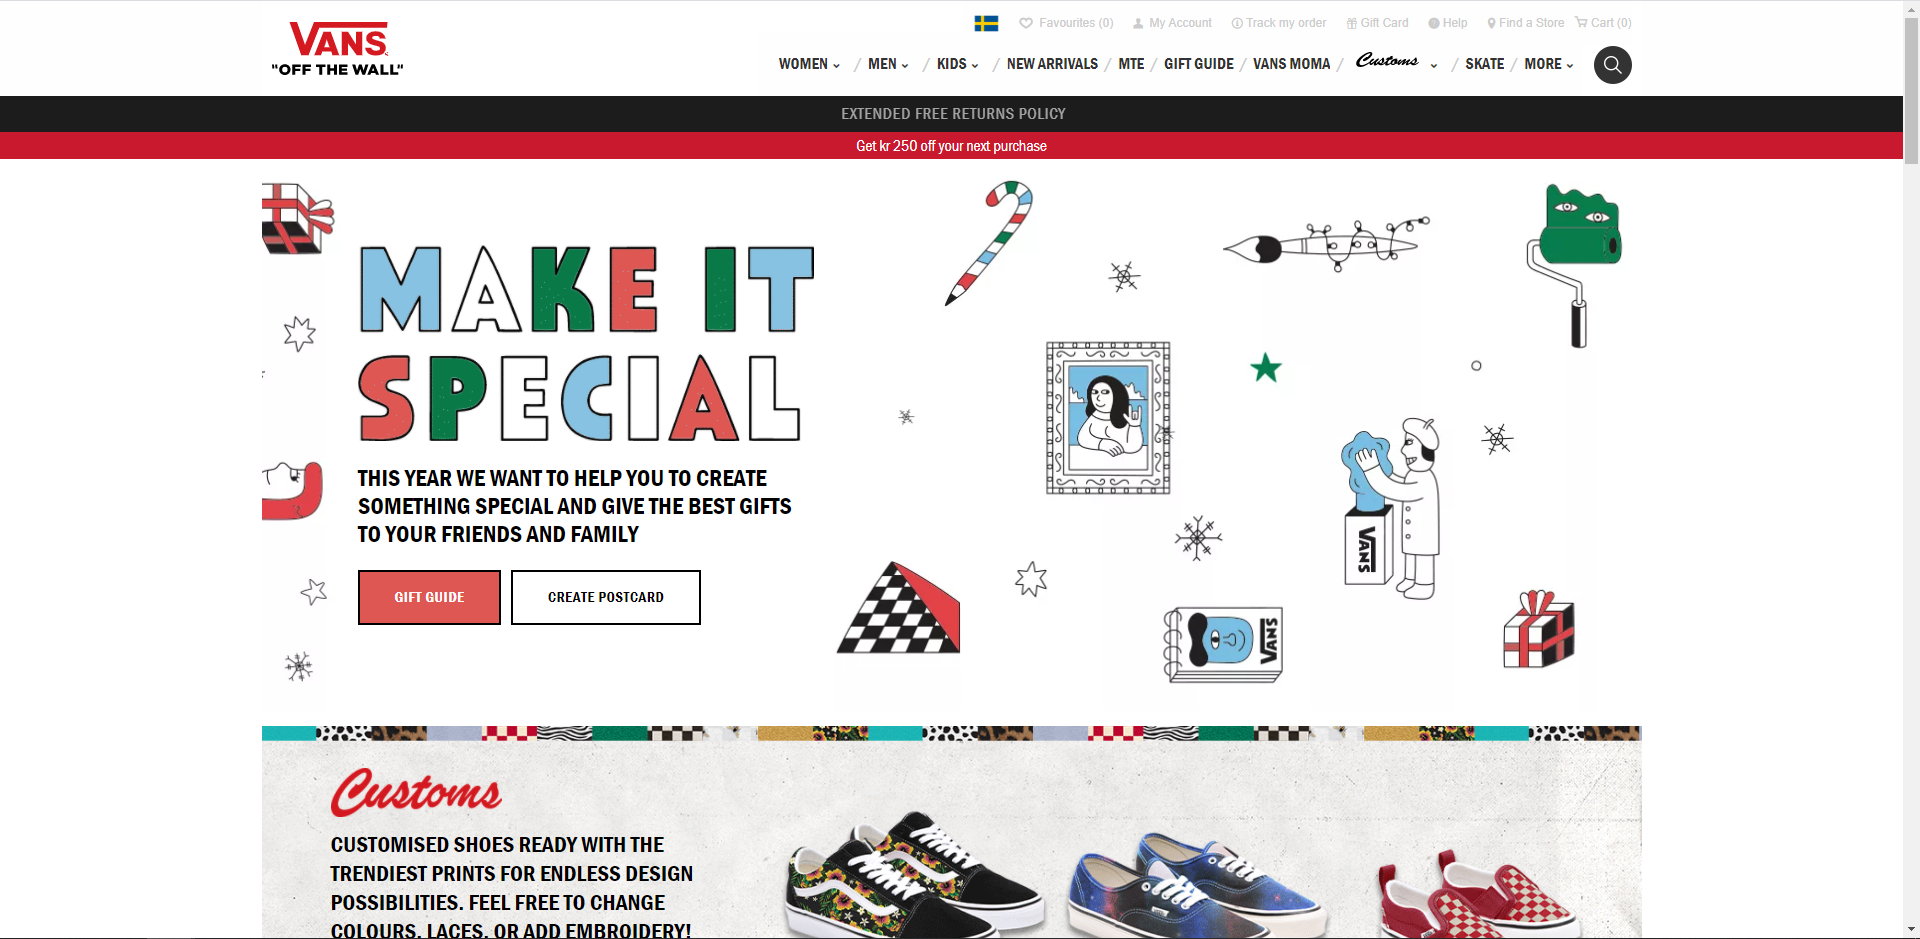 VANS
"OFF THE WALL"
Favourites (0) My Account Track my order Gift Card Help Find a Store Cart (0)
WOMEN / MEN / KIDS / NEW ARRIVALS / MTE / GIFT GUIDE / VANS MOMA / Customs / SKATE / MORE
EXTENDED FREE RETURNS POLICY
Get kr 250 off your next purchase
MAKE IT
SPECIAL
THIS YEAR WE WANT TO HELP YOU TO CREATE
SOMETHING SPECIAL AND GIVE THE BEST GIFTS
TO YOUR FRIENDS AND FAMILY
GIFT GUIDE CREATE POSTCARD
VANS
VANS
Customs
CUSTOMISED SHOES READY WITH THE
TRENDIEST PRINTS FOR ENDLESS DESIGN
POSSIBILITIES. FEEL FREE TO CHANGE
COLOURS, LACES, OR ADD EMBROIDERY!